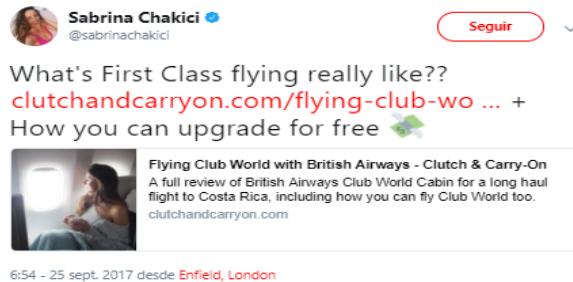 Sabrina Chakici
@sabrinachakici
Seguir
What's First Class flying really like??
clutchandcarryon.com/flying-club-wo ... +
How you can upgrade for free 💸
Flying Club World with British Airways - Clutch & Carry-On
A full review of British Airways Club World Cabin for a long haul
flight to Costa Rica, including how you can fly Club World too.
clutchandcarryon.com
6:54 - 25 sept. 2017 desde Enfield, London